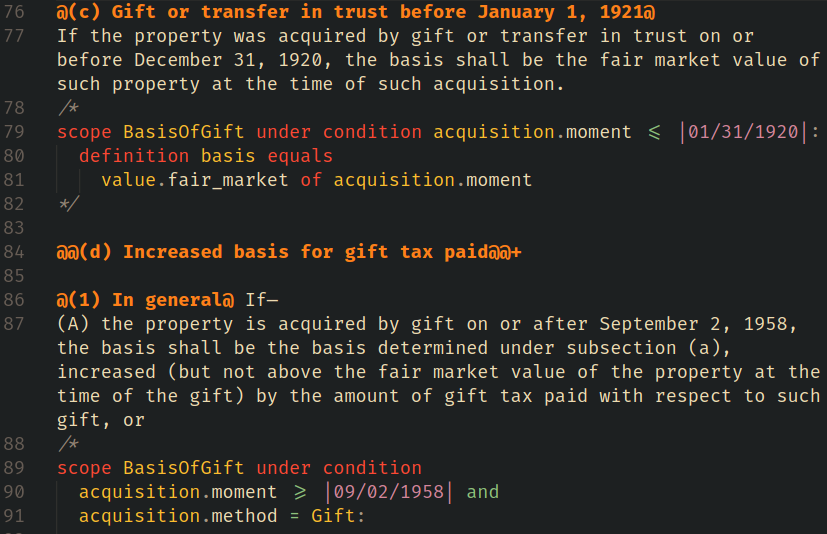 76 @(c) Gift or transfer in trust before January 1, 1921@
77 If the property was acquired by gift or transfer in trust on or
before December 31, 1920, the basis shall be the fair market value of
such property at the time of such acquisition.
78 /*
79 scope BasisOfGift under condition acquisition.moment ⩽ |01/31/1920|:
80 definition basis equals
81 value.fair_market of acquisition.moment
82 */
83
84 @@(d) Increased basis for gift tax paid@@+
85
86 @(1) In general@ If—
87 (A) the property is acquired by gift on or after September 2, 1958,
the basis shall be the basis determined under subsection (a),
increased (but not above the fair market value of the property at the
time of the gift) by the amount of gift tax paid with respect to such
gift, or
88 /*
89 scope BasisOfGift under condition
90 acquisition.moment ⩾ |09/02/1958| and
91 acquisition.method = Gift: